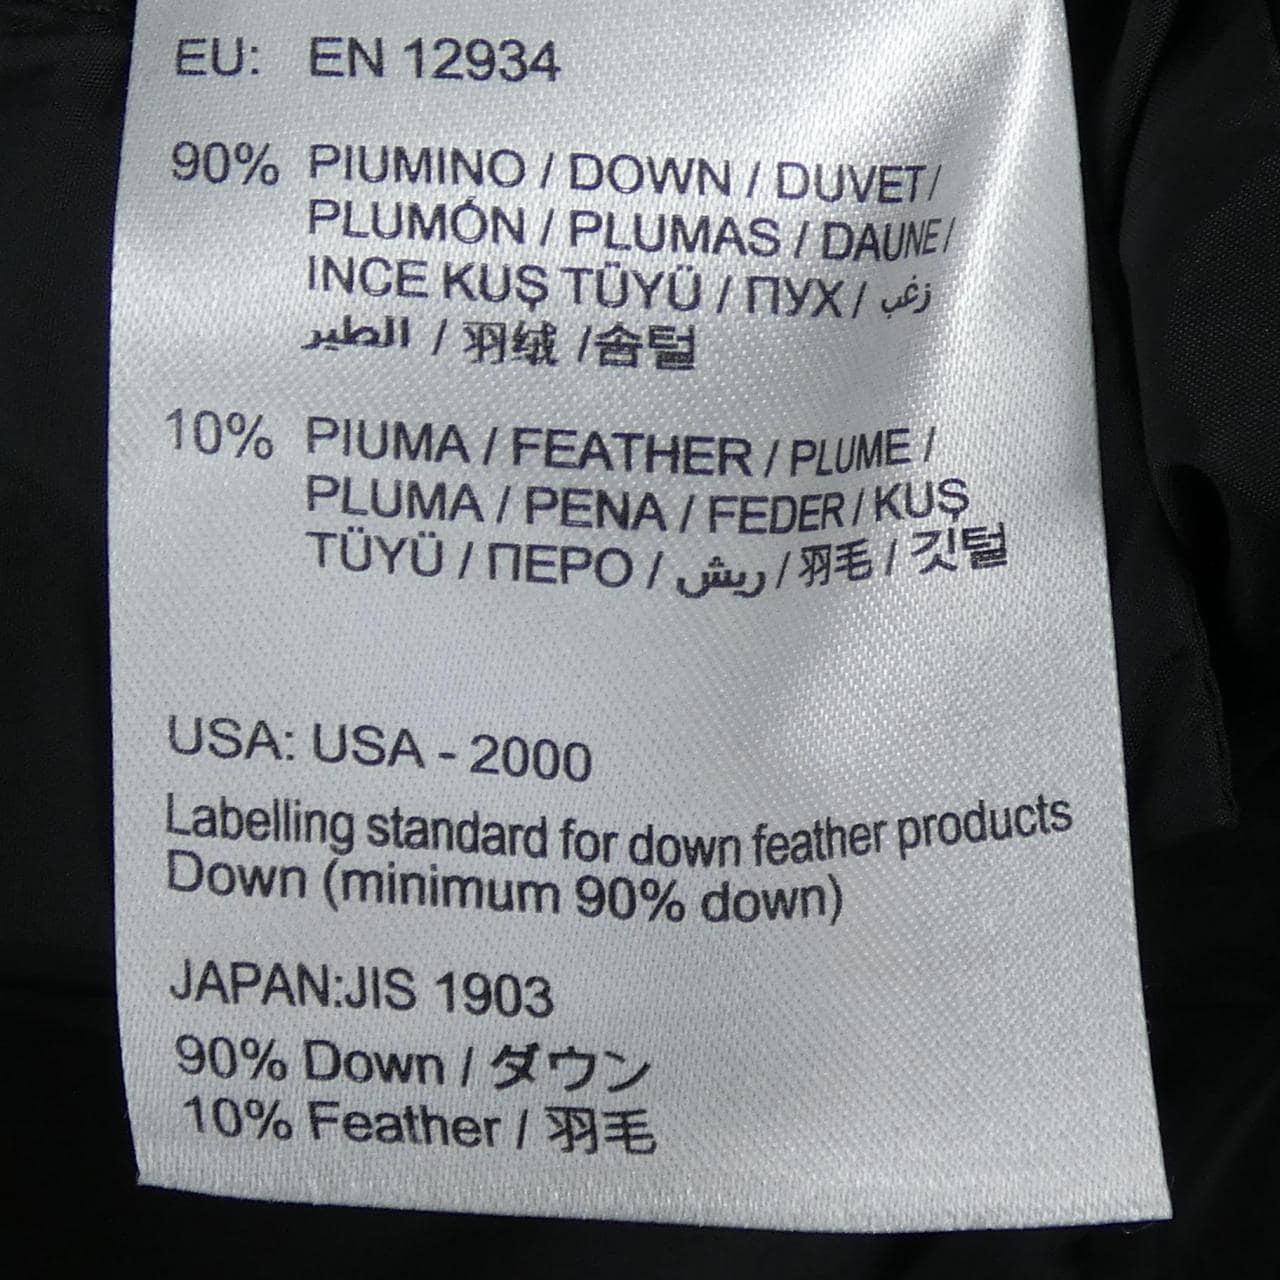 EU: EN 12934
90% PIUMINO / DOWN / DUVET/
PLUMÓN / PLUMAS / DAUNE/
INCE KUŞ TÜYÜ / ПУХ / زغب
الطير / 羽绒 /솜털
10% PIUMA / FEATHER / PLUME /
PLUMA / PENA / FEDER / KUŞ
TÜYÜ / ПЕРО / ريش / 羽毛 / 깃털
USA: USA - 2000
Labelling standard for down feather products
Down (minimum 90% down)
JAPAN:JIS 1903
90% Down / ダウン
10% Feather / 羽毛